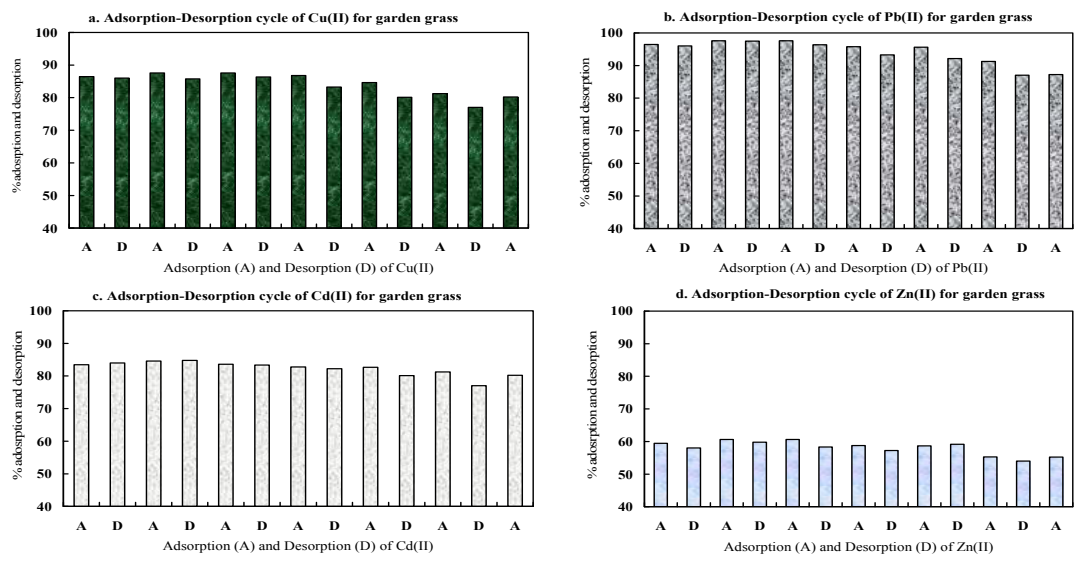 a. Adsorption-Desorption cycle of Cu(II) for garden grass
100
90
80
70
60
50
40
%adosrption and desorption
A D A D A D A D A D A D A
Adsorption (A) and Desorption (D) of Cu(II)
b. Adsorption-Desorption cycle of Pb(II) for garden grass
100
90
80
70
60
50
40
% adosrption and desorption
A D A D A D A D A D A D A
Adsorption (A) and Desorption (D) of Pb(II)
c. Adsorption-Desorption cycle of Cd(II) for garden grass
100
90
80
70
60
50
40
%adosrption and desorption
A D A D A D A D A D A D A
Adsorption (A) and Desorption (D) of Cd(II)
d. Adsorption-Desorption cycle of Zn(II) for garden grass
100
90
80
70
60
50
40
%adosrption and desorption
A D A D A D A D A D A D A
Adsorption (A) and Desorption (D) of Zn(II)